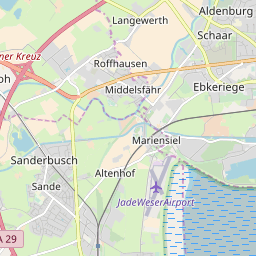 Aldenburg
Langewerth
Schaar
ner Kreuz
Roffhausen
oh
Middelsfähr
Ebkeriege
Mariensiel
Sanderbusch
Altenhof
Sande
JadeWeserAirport
A 29